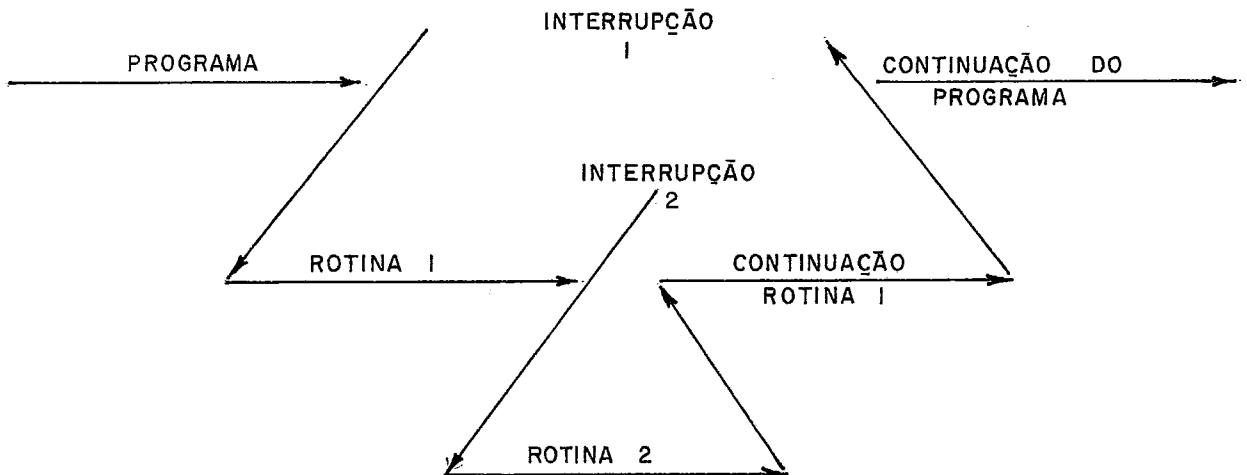 INTERRUPÇÃO
1
PROGRAMA
CONTINUAÇÃO DO
PROGRAMA
INTERRUPÇÃO
2
ROTINA 1
CONTINUAÇÃO
ROTINA 1
ROTINA 2